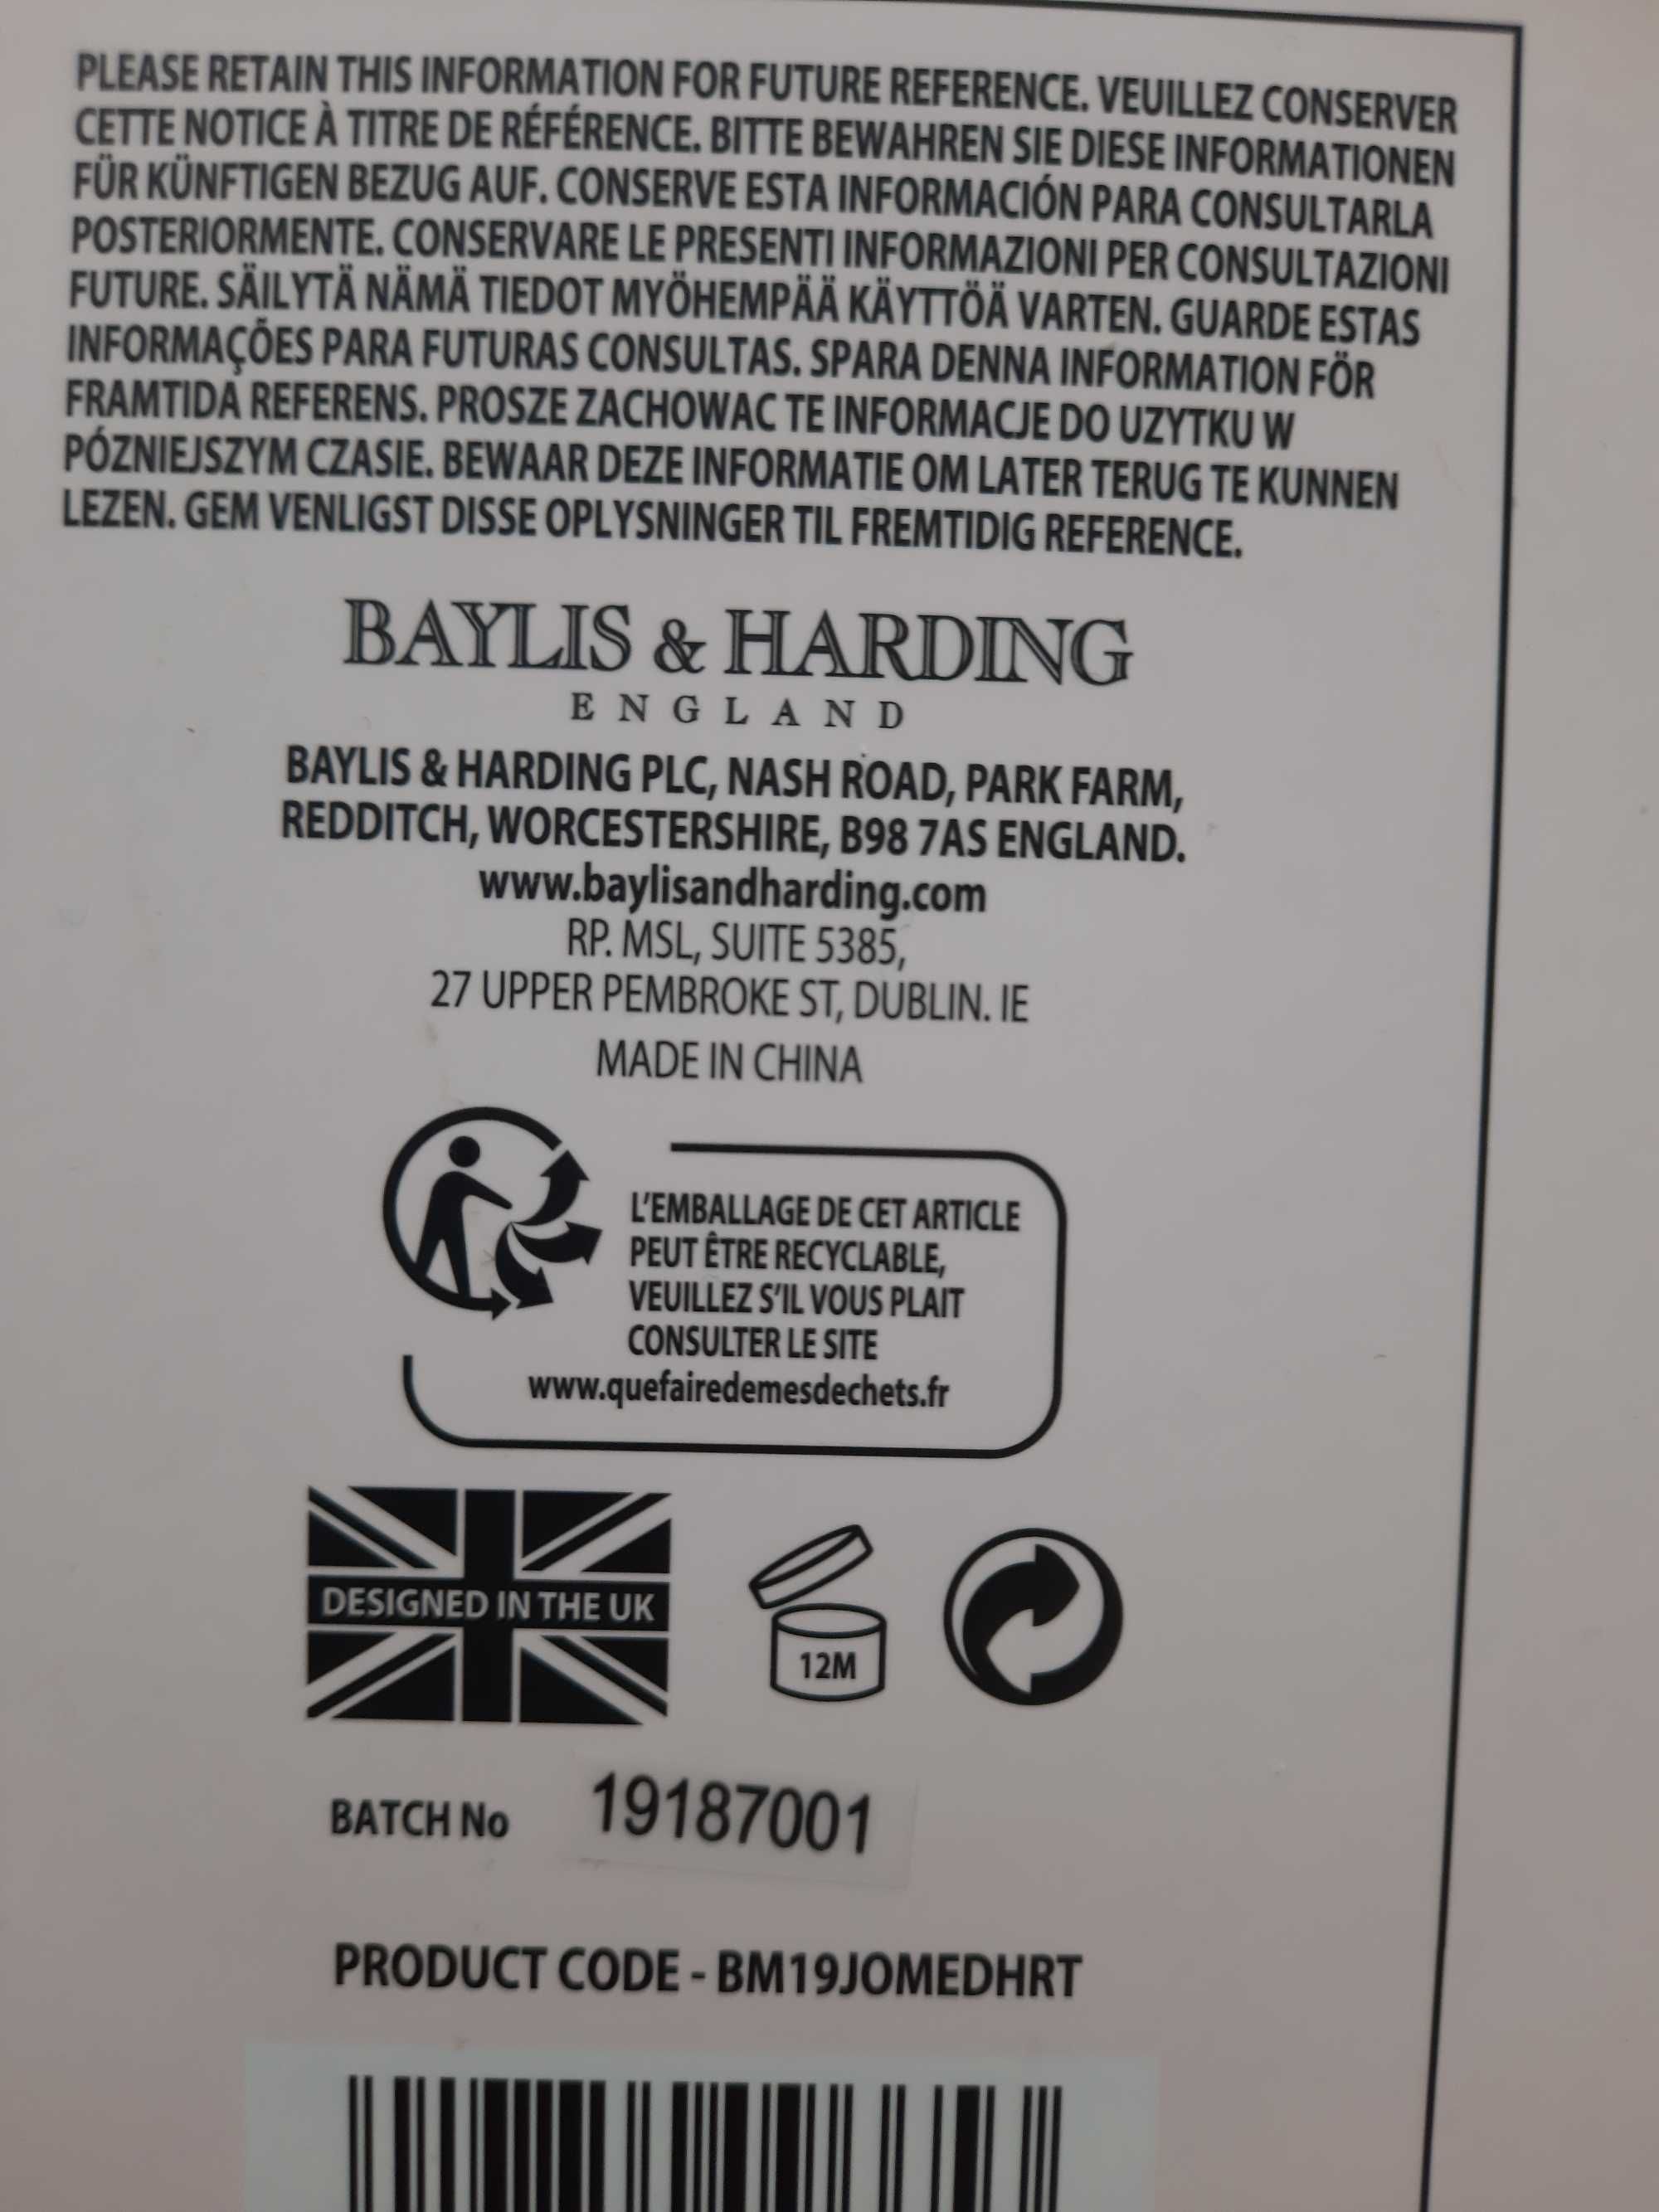 PLEASE RETAIN THIS INFORMATION FOR FUTURE REFERENCE. VEUILLEZ CONSERVER
CETTE NOTICE À TITRE DE RÉFÉRENCE. BITTE BEWAHREN SIE DIESE INFORMATIONEN
FÜR KÜNFTIGEN BEZUG AUF. CONSERVE ESTA INFORMACIÓN PARA CONSULTARLA
POSTERIORMENTE. CONSERVARE LE PRESENTI INFORMAZIONI PER CONSULTAZIONI
FUTURE. SÄILYTÄ NÄMÄ TIEDOT MYÖHEMPÄÄ KÄYTTÖÄ VARTEN. GUARDE ESTAS
INFORMAÇÕES PARA FUTURAS CONSULTAS. SPARA DENNA INFORMATION FÖR
FRAMTIDA REFERENS. PROSZE ZACHOWAC TE INFORMACJE DO UZYTKU W
PÓZNIEJSZYM CZASIE. BEWAAR DEZE INFORMATIE OM LATER TERUG TE KUNNEN
LEZEN. GEM VENLIGST DISSE OPLYSNINGER TIL FREMTIDIG REFERENCE.
BAYLIS & HARDING
ENGLAND
BAYLIS & HARDING PLC, NASH ROAD, PARK FARM,
REDDITCH, WORCESTERSHIRE, B98 7AS ENGLAND.
www.baylisandharding.com
RP. MSL, SUITE 5385,
27 UPPER PEMBROKE ST, DUBLIN. IE
MADE IN CHINA
L'EMBALLAGE DE CET ARTICLE
PEUT ÊTRE RECYCLABLE,
VEUILLEZ S'IL VOUS PLAIT
CONSULTER LE SITE
www.quefairedemesdechets.fr
DESIGNED IN THE UK
12M
BATCH No 19187001
PRODUCT CODE - BM19JOMEDHRT